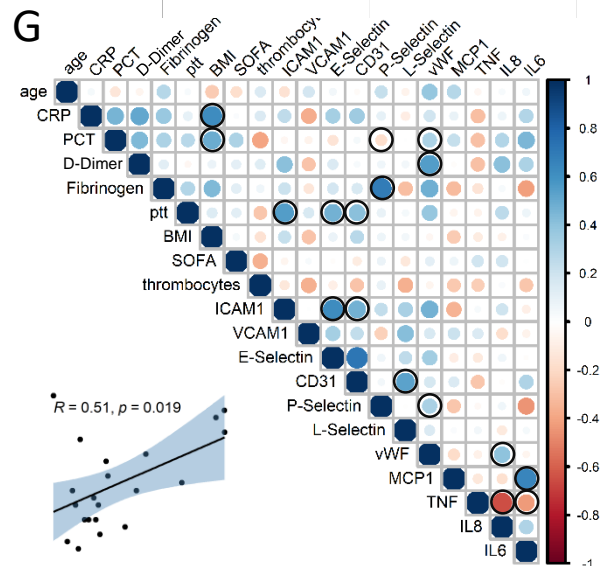 G
age
CRP
PCT
D-Dimer
Fibrinogen
ptt
BMI
SOFA
thrombocytes
ICAM1
VCAM1
E-Selectin
CD31
P-Selectin
L-Selectin
vWF
MCP1
TNF
IL8
IL6
age
CRP
PCT
D-Dimer
Fibrinogen
ptt
BMI
SOFA
thrombocytes
ICAM1
VCAM1
E-Selectin
CD31
P-Selectin
L-Selectin
vWF
MCP1
TNF
IL8
IL6
1
0.8
0.6
0.4
0.2
0
-0.2
-0.4
-0.6
-0.8
-1
R = 0.51, p = 0.019